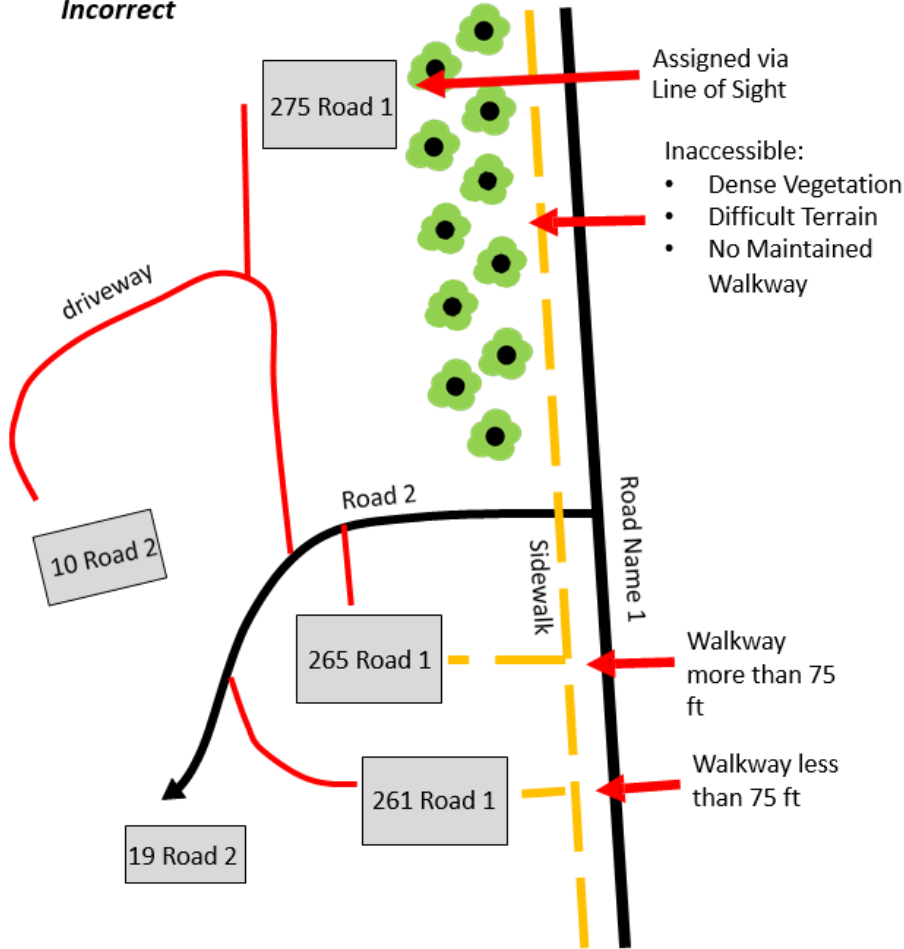 Incorrect
275 Road 1
Assigned via
Line of Sight
Inaccessible:
• Dense Vegetation
• Difficult Terrain
• No Maintained
Walkway
driveway
Road 2
Road Name 1
Sidewalk
10 Road 2
265 Road 1
Walkway
more than 75
ft
261 Road 1
Walkway less
than 75 ft
19 Road 2